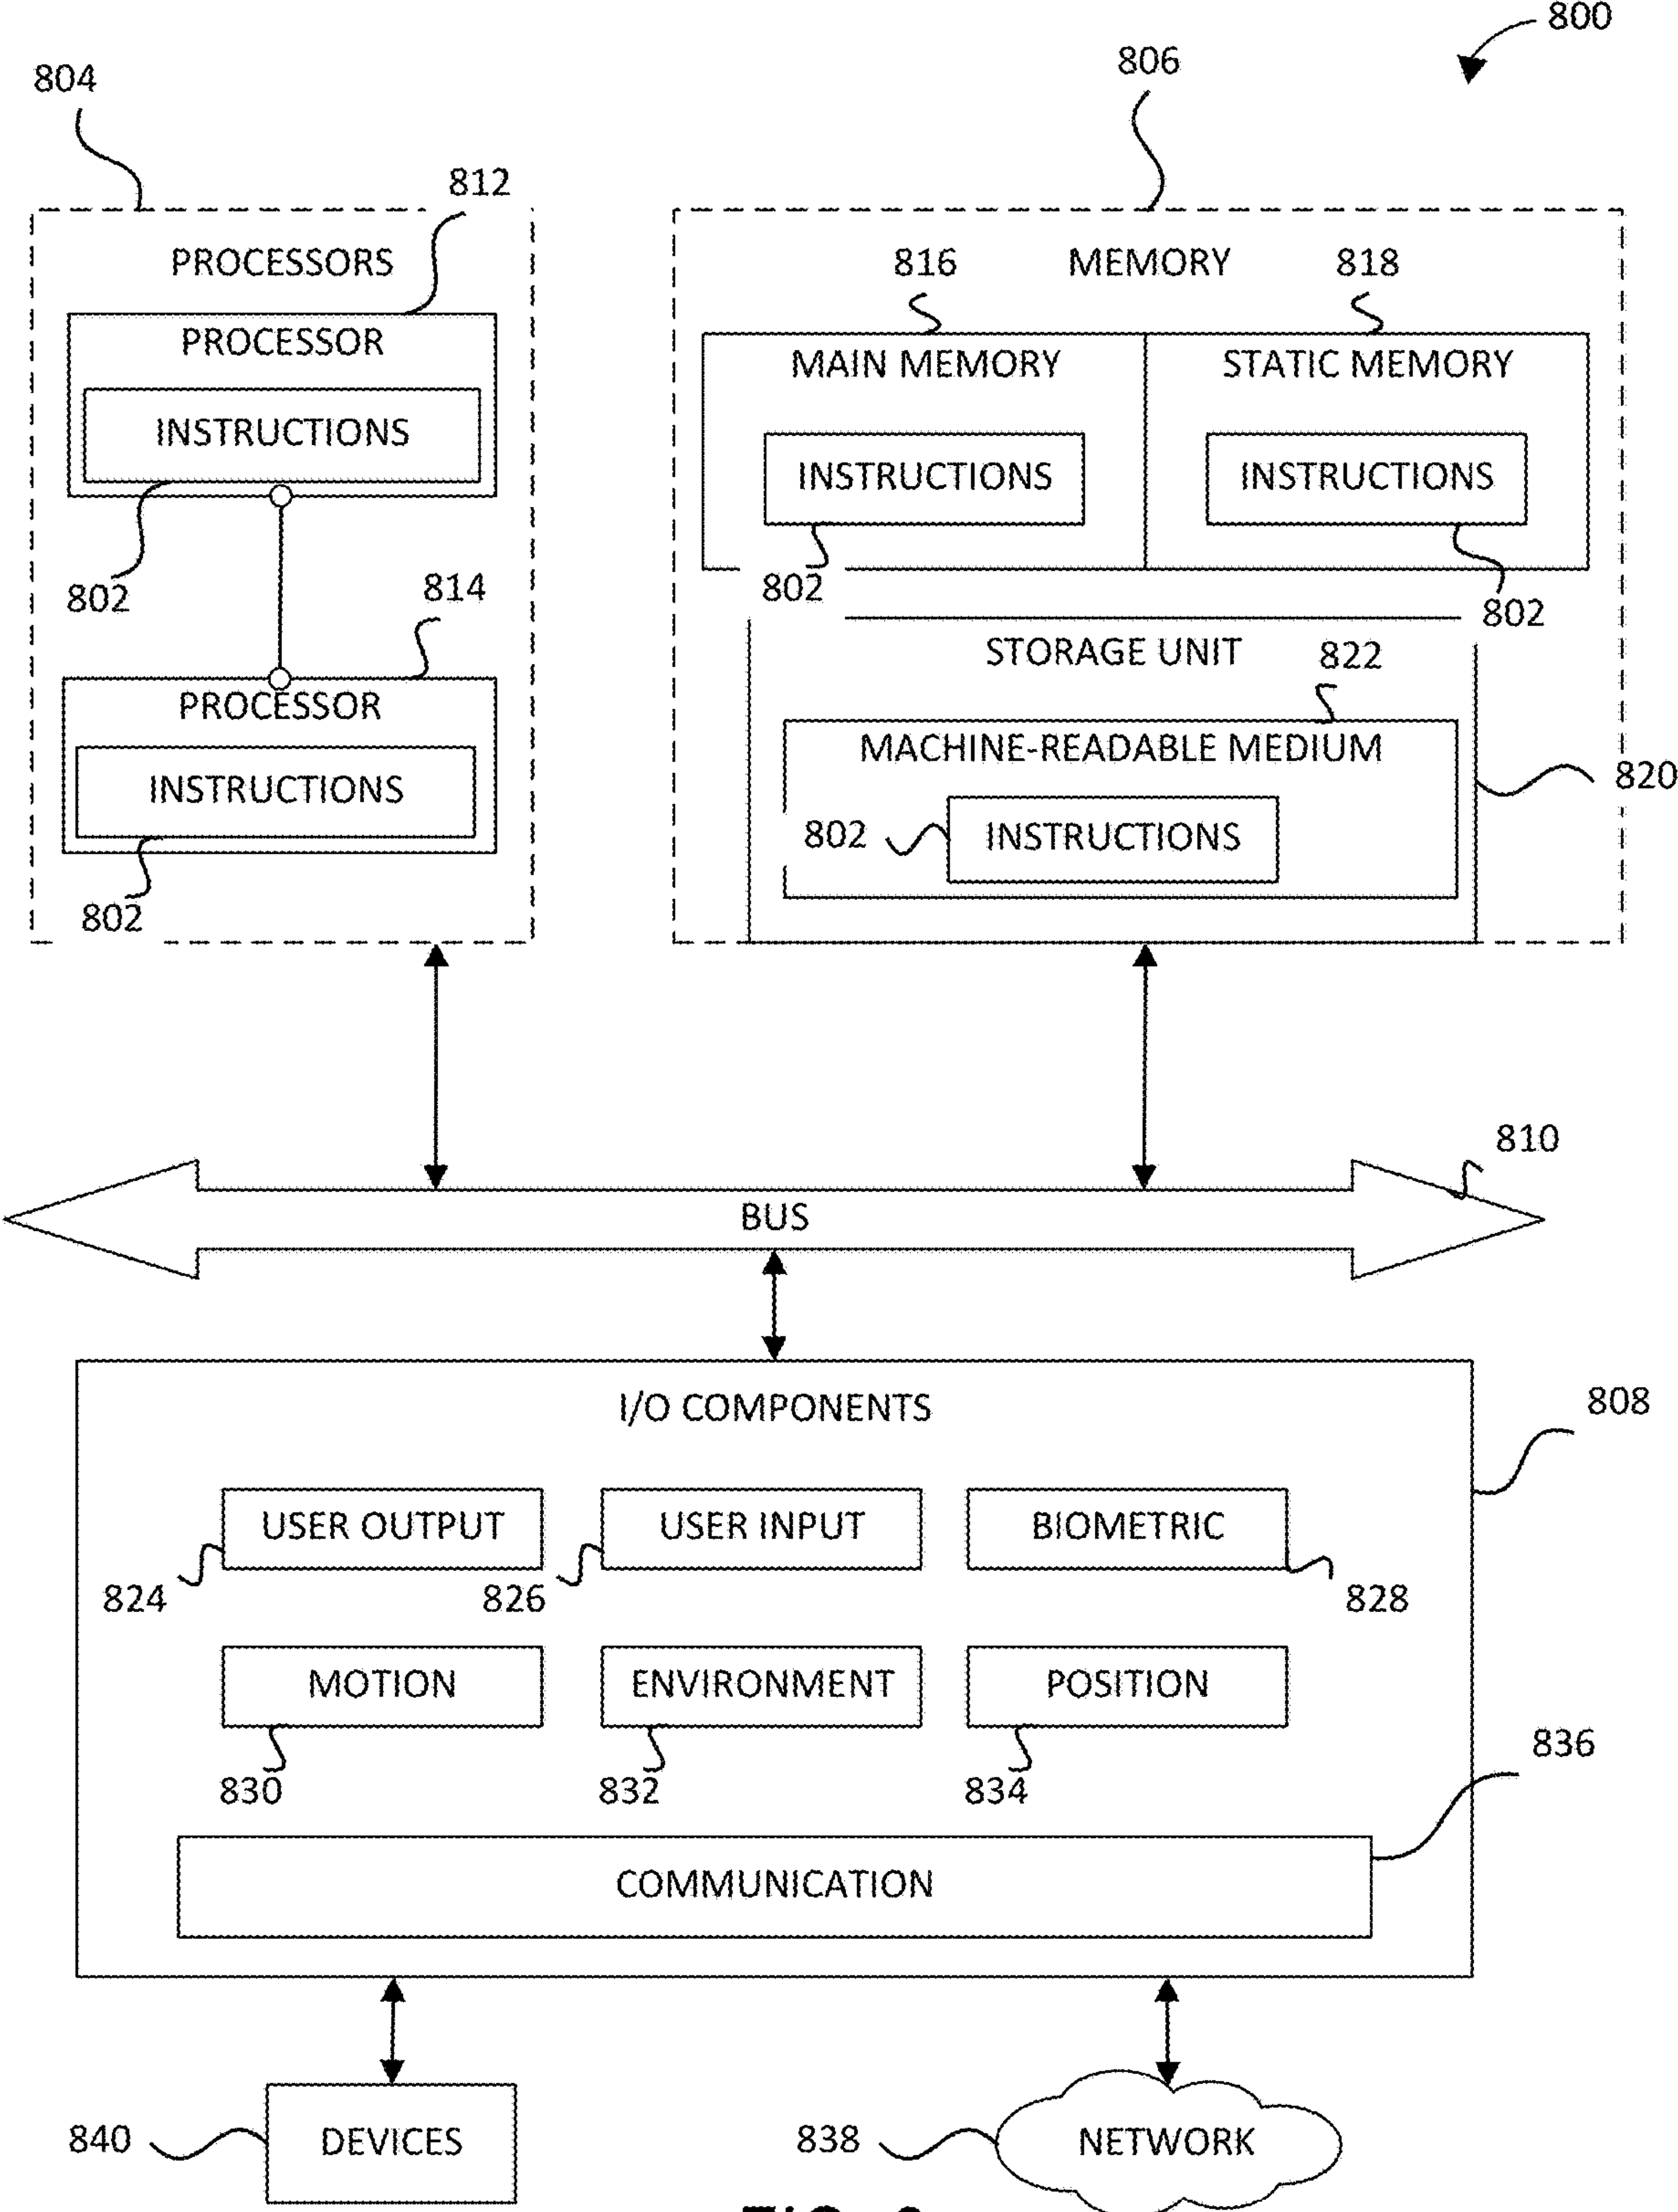 800
806
804
812
PROCESSORS
816
MEMORY
818
PROCESSOR
MAIN MEMORY
STATIC MEMORY
INSTRUCTIONS
INSTRUCTIONS
INSTRUCTIONS
802
814
802
802
STORAGE UNIT
822
PROCESSOR
MACHINE-READABLE MEDIUM
820
INSTRUCTIONS
802
INSTRUCTIONS
802
810
BUS
I/O COMPONENTS
808
USER OUTPUT
USER INPUT
BIOMETRIC
824
826
828
MOTION
ENVIRONMENT
POSITION
836
830
832
834
COMMUNICATION
840
DEVICES
838
NETWORK